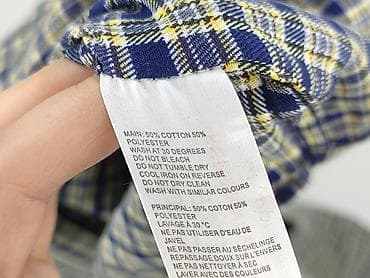 MAIN: 50% COTTON 50%
POLYESTER
WASH AT 30 DEGREES
DO NOT BLEACH
DO NOT TUMBLE DRY
COOL IRON ON REVERSE
DO NOT DRY CLEAN
WASH WITH SIMILAR COLOURS
PRINCIPAL: 50% COTON 50%
POLYESTER
LAVAGE À 30 °C
NE PAS UTILISER D'EAU DE
JAVEL
NE PAS PASSER AU SÈCHELINGE
REPASSAGE DOUX SUR L'ENVERS
NE PAS NETTOYER À SEC
LAVER AVEC DES COULEURS